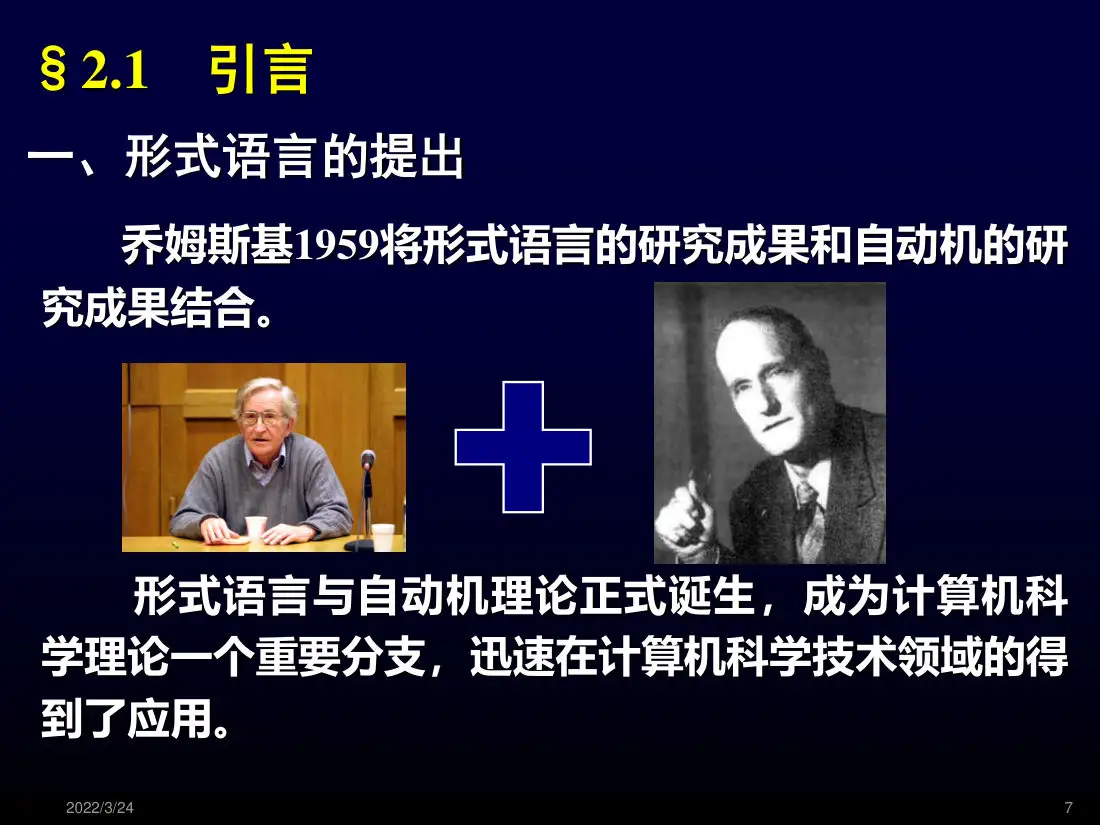 §2.1 引言
一、形式语言的提出
乔姆斯基1959将形式语言的研究成果和自动机的研
究成果结合。
形式语言与自动机理论正式诞生，成为计算机科
学理论一个重要分支，迅速在计算机科学技术领域的得
到了应用。
2022/3/24
7